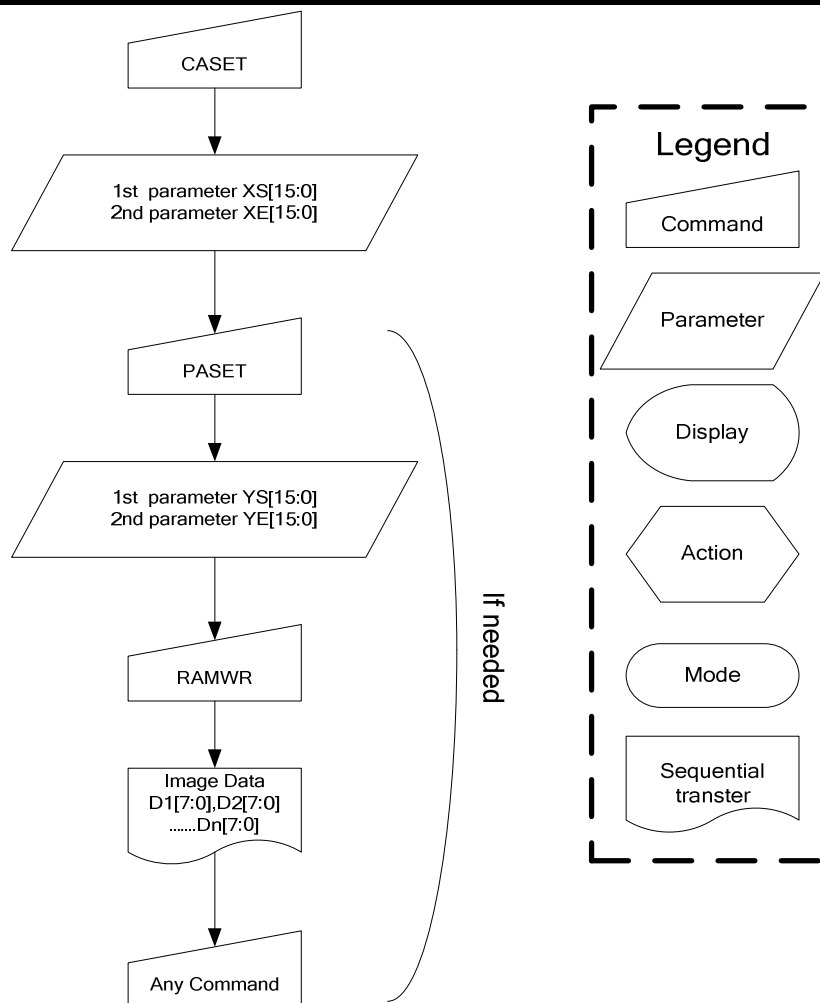 CASET
1st parameter XS[15:0]
2nd parameter XE[15:0]
PASET
1st parameter YS[15:0]
2nd parameter YE[15:0]
RAMWR
Image Data
D1[7:0],D2[7:0]
.......Dn[7:0]
Any Command
If needed
Legend
Command
Parameter
Display
Action
Mode
Sequential
transter